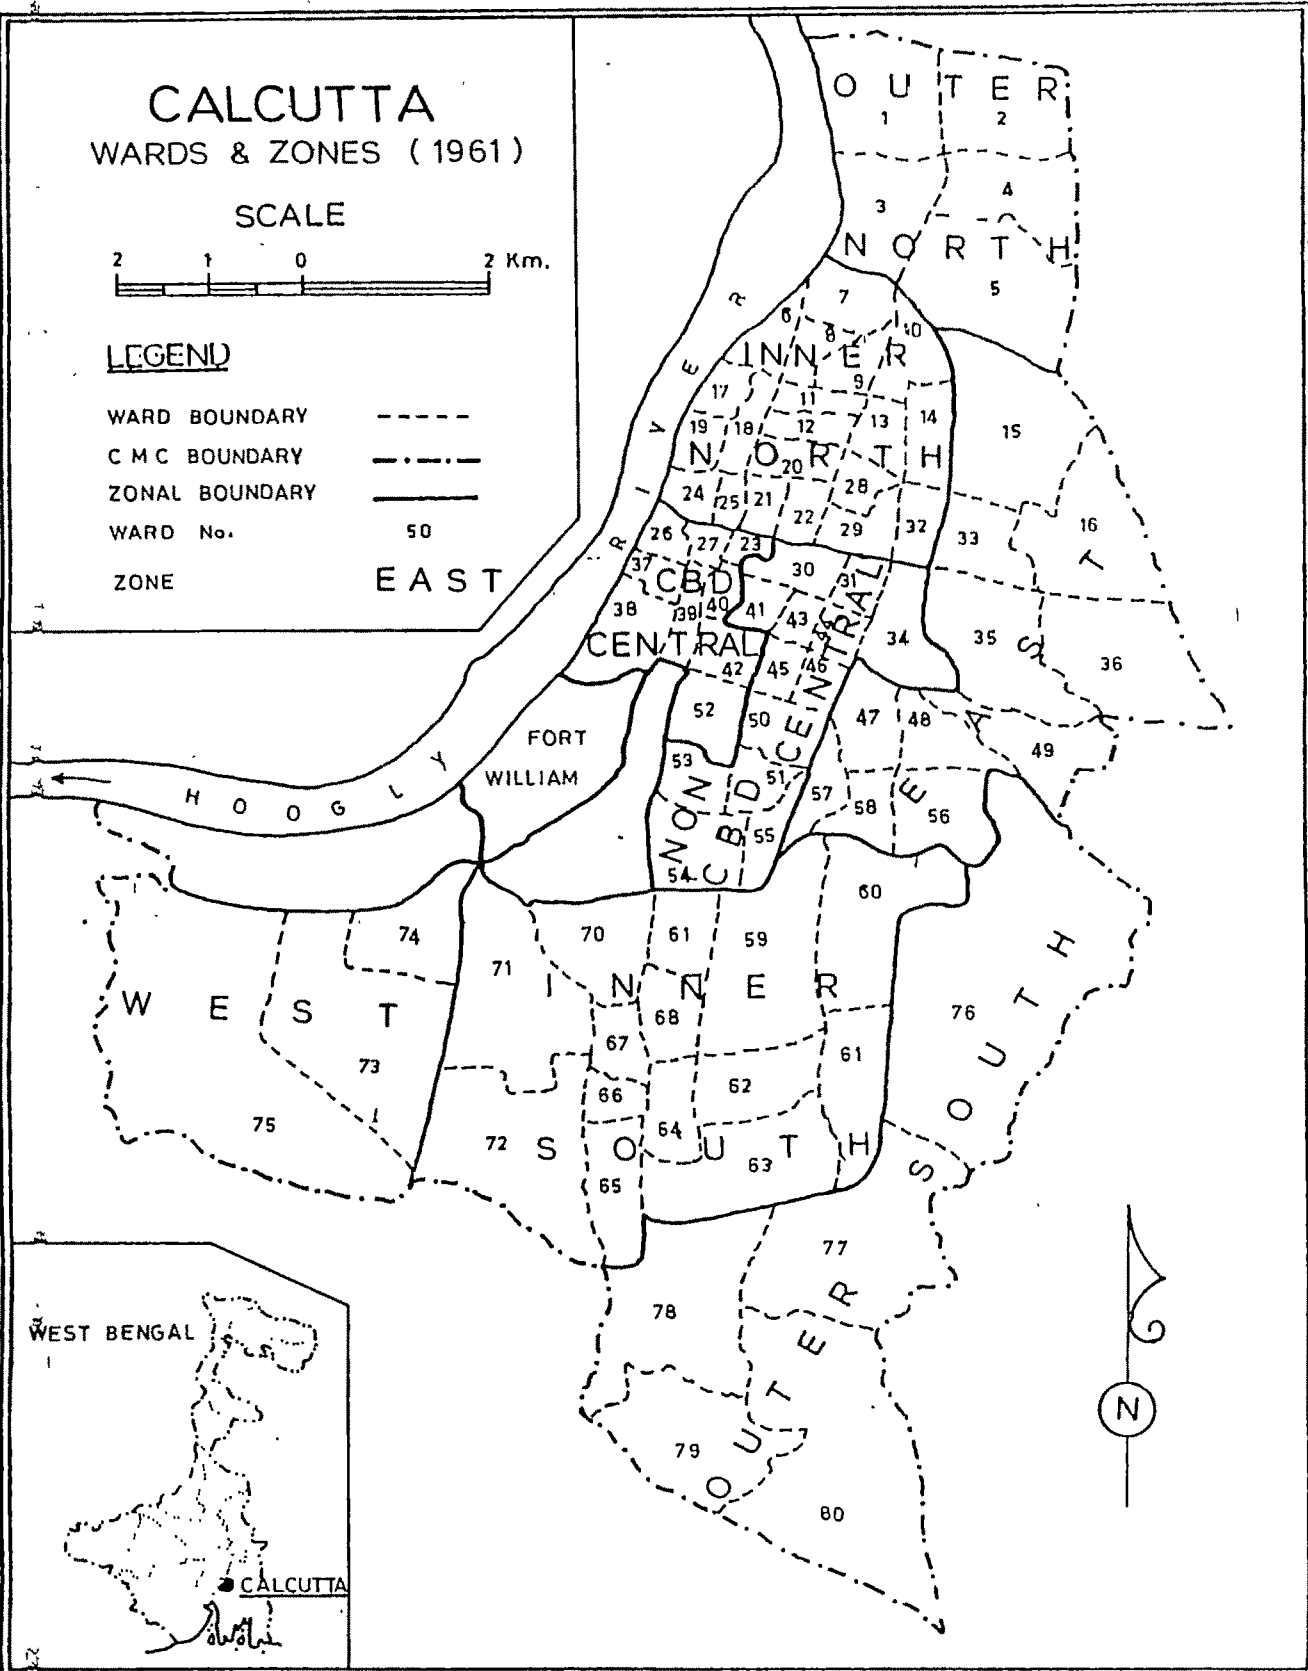 CALCUTTA
WARDS & ZONES (1961)
SCALE
2 1 0 2 Km.
LEGEND
WARD BOUNDARY
CMC BOUNDARY
ZONAL BOUNDARY
WARD No. 50
ZONE EAST
OUTER
1 2
3 4
NORTH
5
6 7
8 10
INNER
9
17 11 14
19 18 12 13 15
NORTH
20
24 25 21 28
22 29 32 33 16
26 27 23
37 30 31
CBD
38 39 40 41 43 44 34 35 36
CENTRAL
42 45 46
52 50 47 48 49
53 51
57 58 56
55
54
NON CBD CENTRAL
EAST
RIVER
HOOGLY
FORT
WILLIAM
60
74 70 61 59
71
INNER
76
WEST
68
67 61
73
66 62
75 72 64
SOUTH
63
65
77
78
79
80
OUTER SOUTH
N
WEST BENGAL
CALCUTTA